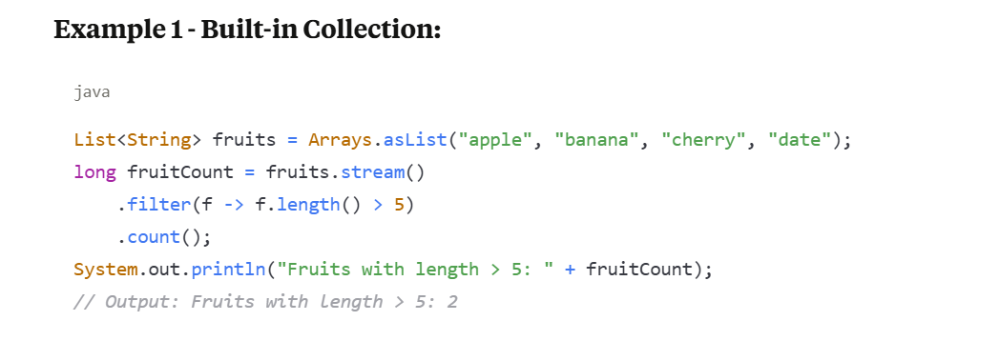 Example 1 - Built-in Collection:
java
List<String> fruits = Arrays.asList("apple", "banana", "cherry", "date");
long fruitCount = fruits.stream()
    .filter(f -> f.length() > 5)
    .count();
System.out.println("Fruits with length > 5: " + fruitCount);
// Output: Fruits with length > 5: 2